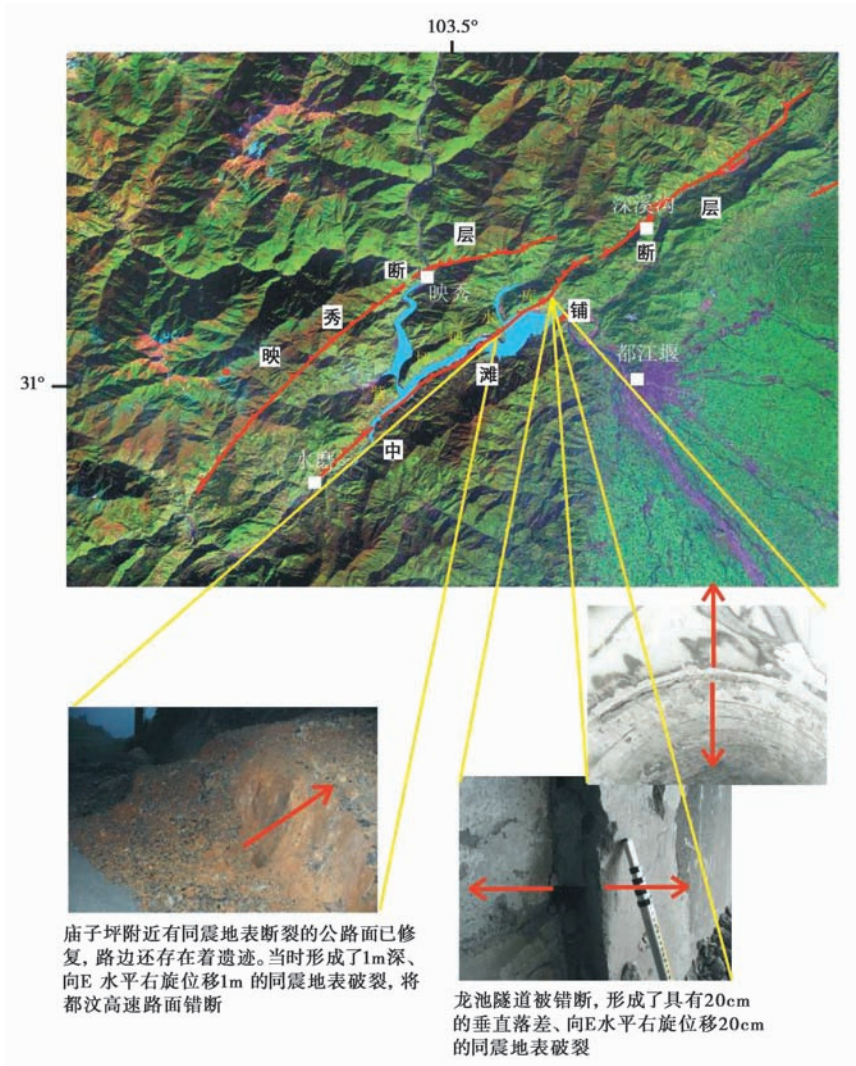 103.5°
31°
深溪沟
层
断
层
断
映秀
秀
映
铺
水
库
都江堰
滩
中
水磨
庙子坪附近有同震地表断裂的公路面已修
复，路边还存在着遗迹。当时形成了1m深、
向E 水平右旋位移1m 的同震地表破裂，将
都汶高速路面错断
龙池隧道被错断，形成了具有20cm
的垂直落差、向E水平右旋位移20cm
的同震地表破裂